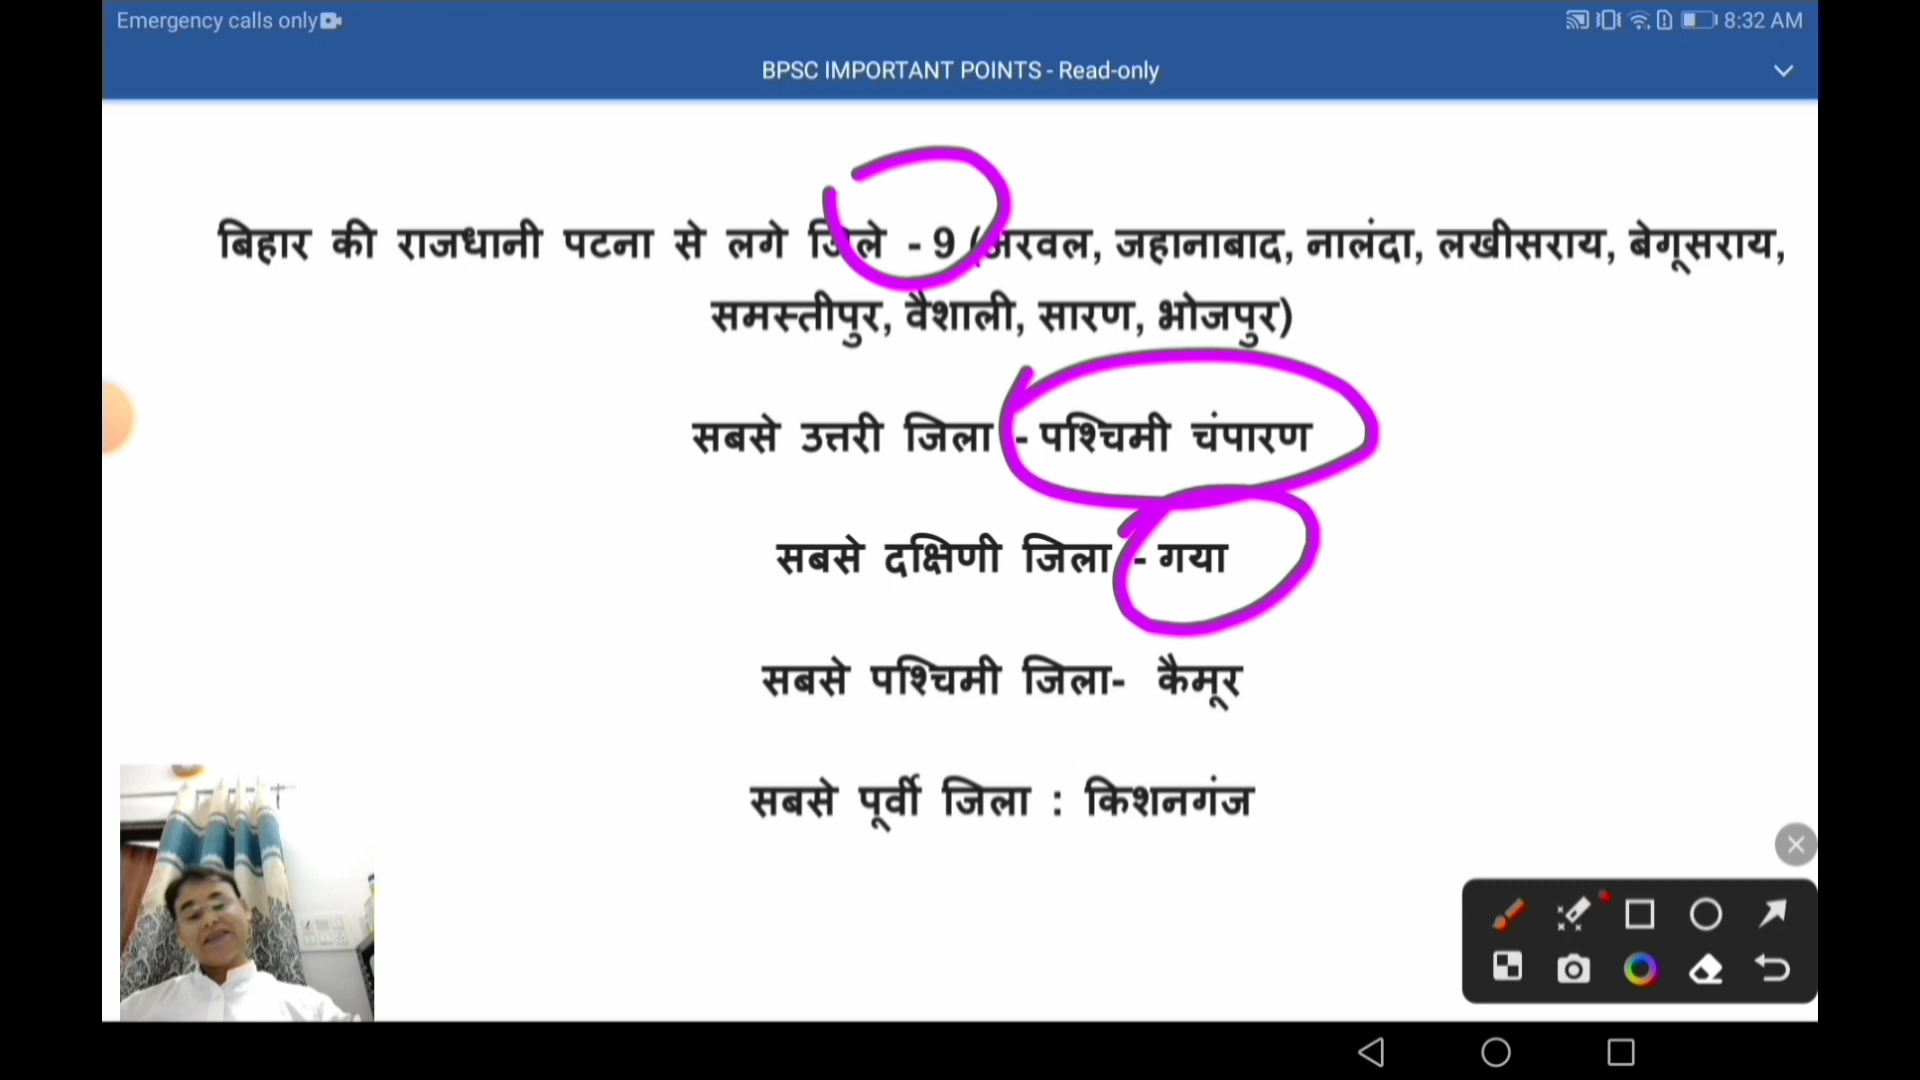 Emergency calls only
8:32 AM
BPSC IMPORTANT POINTS - Read-only
बिहार की राजधानी पटना से लगे जिले - 9 (अरवल, जहानाबाद, नालंदा, लखीसराय, बेगूसराय,
समस्तीपुर, वैशाली, सारण, भोजपुर)
सबसे उत्तरी जिला - पश्चिमी चंपारण
सबसे दक्षिणी जिला - गया
सबसे पश्चिमी जिला- कैमूर
सबसे पूर्वी जिला : किशनगंज